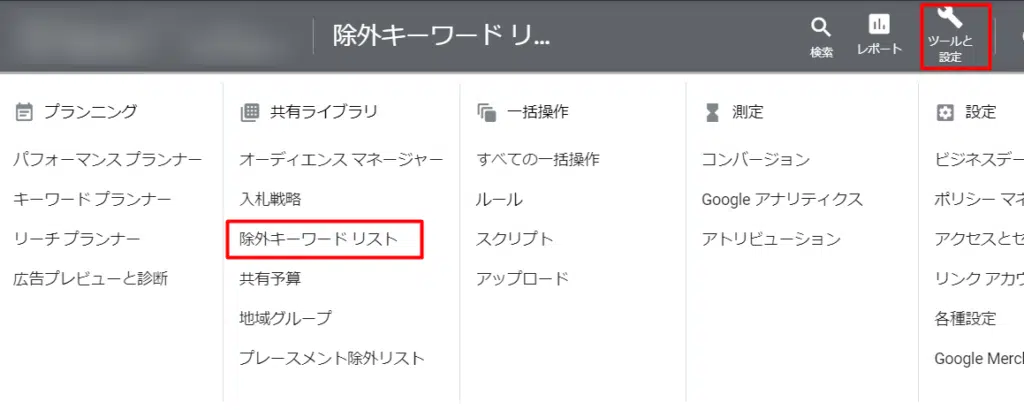 除外キーワード リ...
検索
レポート
ツールと
設定
プランニング
パフォーマンス プランナー
キーワード プランナー
リーチ プランナー
広告プレビューと診断
共有ライブラリ
オーディエンス マネージャー
入札戦略
除外キーワード リスト
共有予算
地域グループ
プレースメント除外リスト
一括操作
すべての一括操作
ルール
スクリプト
アップロード
測定
コンバージョン
Google アナリティクス
アトリビューション
設定
ビジネスデー
ポリシー マネ
アクセスとセ
リンク アカウ
各種設定
Google Merch